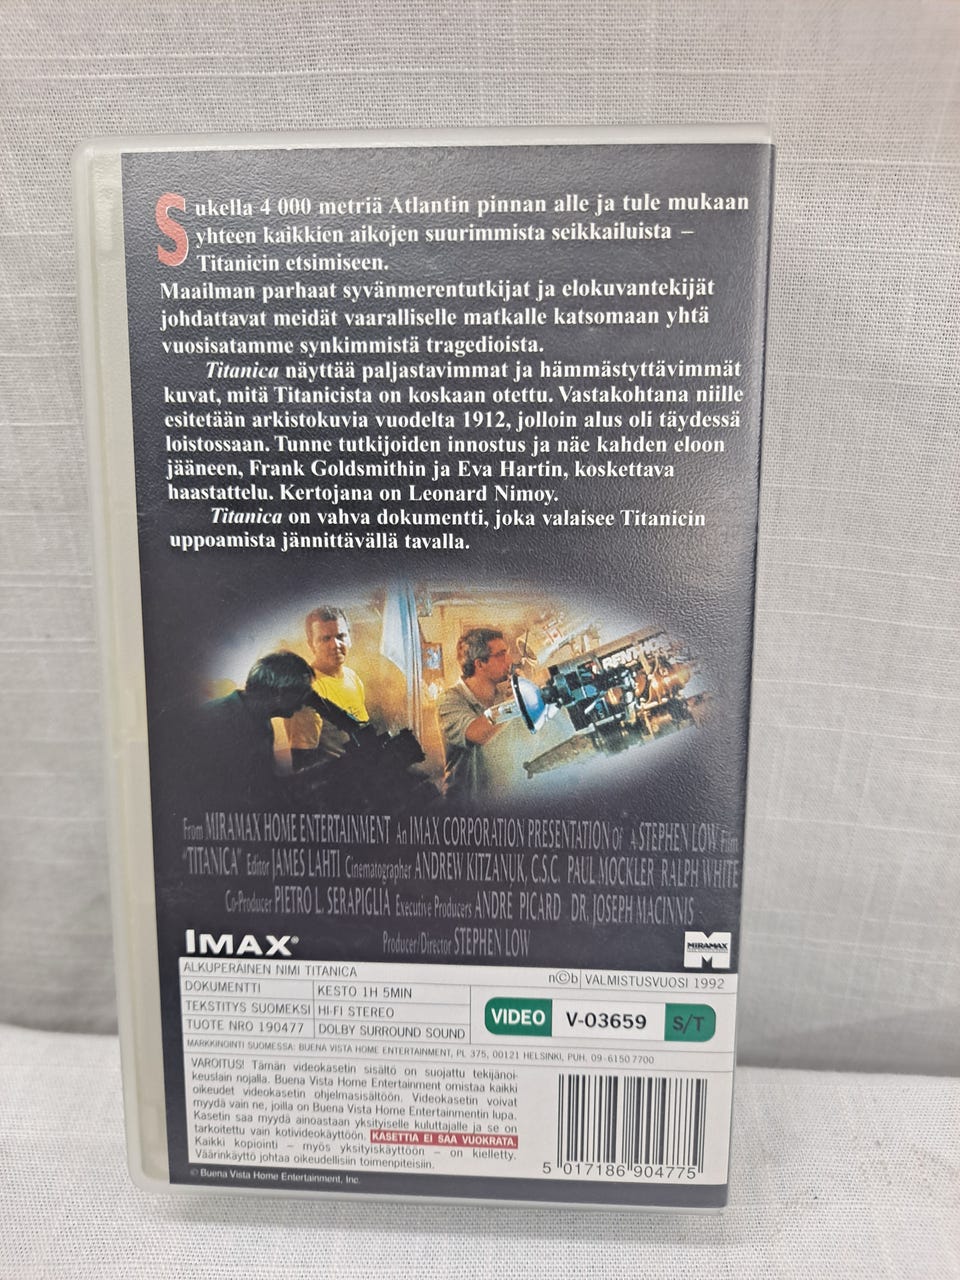 Sukella 4 000 metriä Atlantin pinnan alle ja tule mukaan
yhteen kaikkien aikojen suurimmista seikkailuista –
Titanicin etsimiseen.
Maailman parhaat syvänmerentutkijat ja elokuvantekijät
johdattavat meidät vaaralliselle matkalle katsomaan yhtä
vuosisatamme synkimmistä tragedioista.
Titanica näyttää paljastavimmat ja hämmästyttävimmät
kuvat, mitä Titanicista on koskaan otettu. Vastakohtana niille
esitetään arkistokuvia vuodelta 1912, jolloin alus oli täydessä
loistossaan. Tunne tutkijoiden innostus ja näe kahden eloon
jääneen, Frank Goldsmithin ja Eva Hartin, koskettava
haastattelu. Kertojana on Leonard Nimoy.
Titanica on vahva dokumentti, joka valaisee Titanicin
uppoamista jännittävällä tavalla.
BENTHOS
From MIRAMAX HOME ENTERTAINMENT An IMAX CORPORATION PRESENTATION Of A STEPHEN LOW Film
"TITANICA" Editor JAMES LAHTI Cinematographer ANDREW KITZANUK, C.S.C. PAUL MOCKLER RALPH WHITE
Co-Producer PIETRO L. SERAPIGLIA Executive Producers ANDRÉ PICARD DR. JOSEPH MACINNIS
Producer/Director STEPHEN LOW
IMAX®
MIRAMAX
ALKUPERÄINEN NIMI TITANICA
n©b VALMISTUSVUOSI 1992
DOKUMENTTI KESTO 1H 5MIN
TEKSTITYS SUOMEKSI HI-FI STEREO
TUOTE NRO 190477 DOLBY SURROUND SOUND
VIDEO V-03659 S/T
MARKKINOINTI SUOMESSA: BUENA VISTA HOME ENTERTAINMENT, PL 375, 00121 HELSINKI, PUH. 09-61507700
VAROITUS! Tämän videokasetin sisältö on suojattu tekijänoi-
keuslain nojalla. Buena Vista Home Entertainment omistaa kaikki
oikeudet videokasetin ohjelmasisältöön. Videokasetin voivat
myydä vain ne, joilla on Buena Vista Home Entertainmentin lupa.
Kasetin saa myydä ainoastaan yksityiselle kuluttajalle ja se on
tarkoitettu vain kotivideokäyttöön. KASETTIA EI SAA VUOKRATA.
Kaikki kopiointi – myös yksityiskäyttöön – on kielletty.
Väärinkäyttö johtaa oikeudellisiin toimenpiteisiin.
5 017186 904775
© Buena Vista Home Entertainment, Inc.